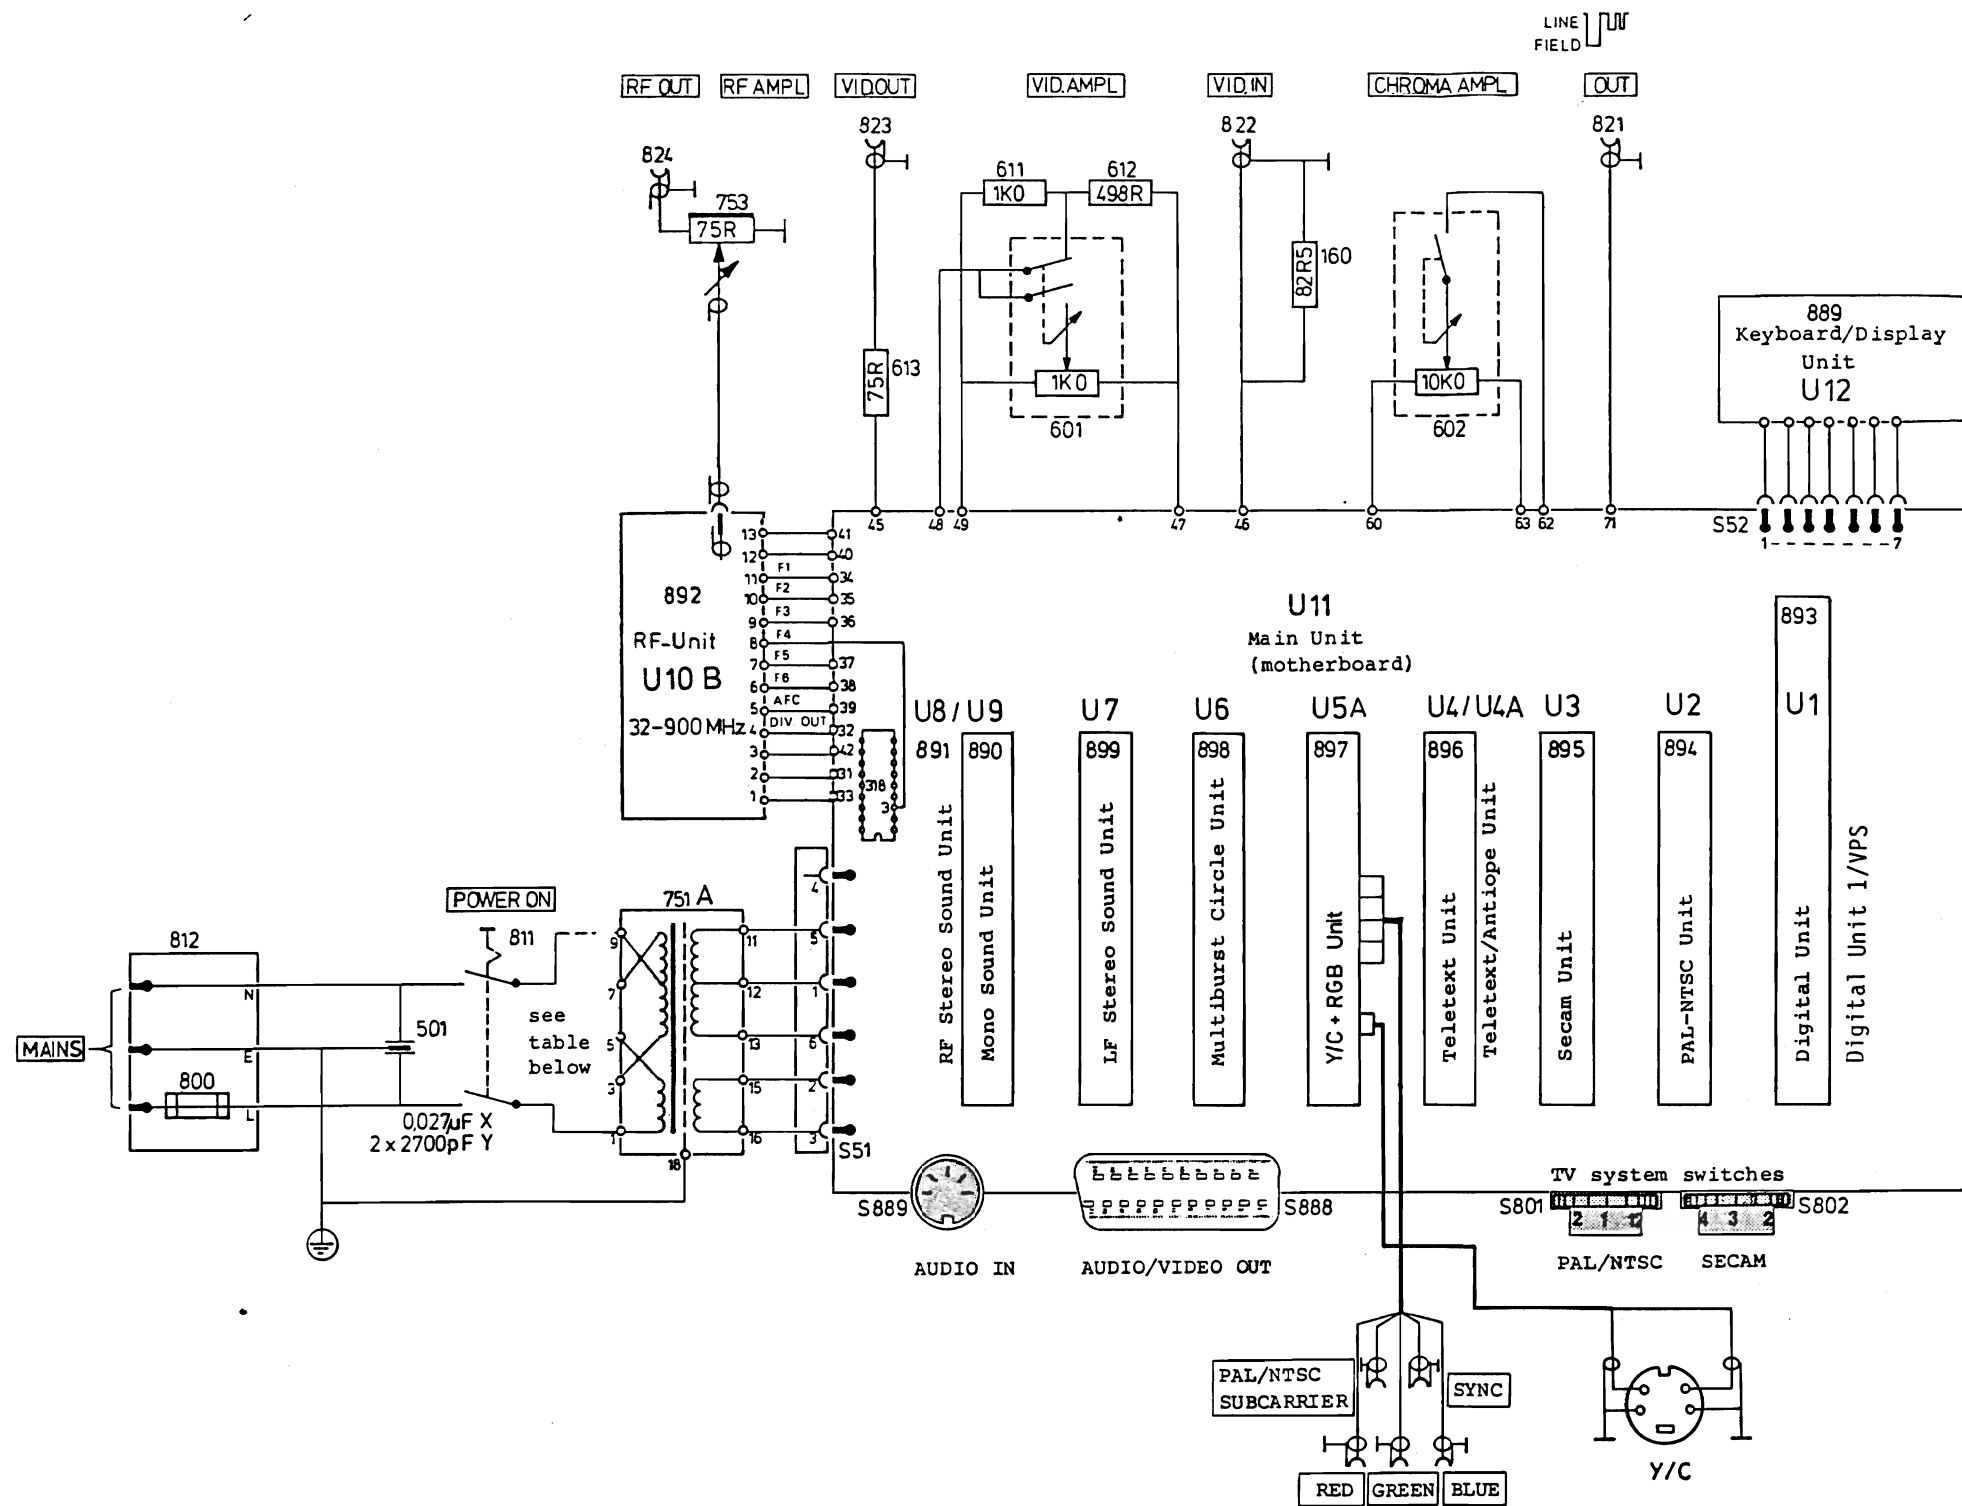 LINE
FIELD
RF OUT
RF AMPL
VID.OUT
VID.AMPL
VID.IN
CHROMA AMPL
OUT
824
823
822
821
753
75R
611
1K0
612
498R
82R5
160
75R
613
1K0
601
10K0
602
889
Keyboard/Display
Unit
U12
S52
1
7
45
48
49
47
46
60
63
62
71
892
RF-Unit
U10 B
32-900 MHz
13
41
12
40
11
F1
34
10
F2
35
9
F3
36
8
F4
7
F5
37
6
F6
38
5
AFC
39
4
DIV. OUT
32
3
42
2
31
1
33
318
3
U11
Main Unit
(motherboard)
U8/U9
891
890
RF Stereo Sound Unit
Mono Sound Unit
U7
899
LF Stereo Sound Unit
U6
898
Multiburst Circle Unit
U5A
897
Y/C + RGB Unit
U4/U4A
896
Teletext Unit
Teletext/Antiope Unit
U3
895
Secam Unit
U2
894
PAL-NTSC Unit
893
U1
Digital Unit
Digital Unit 1/VPS
POWER ON
811
812
MAINS
N
E
L
800
501
0,027µF X
2 x 2700pF Y
see
table
below
751 A
9
7
5
3
1
11
12
13
15
16
18
4
5
1
6
2
3
S51
S889
AUDIO IN
S888
AUDIO/VIDEO OUT
TV system switches
S801
2 1 12
PAL/NTSC
4 3 2
S802
SECAM
PAL/NTSC
SUBCARRIER
SYNC
RED
GREEN
BLUE
Y/C